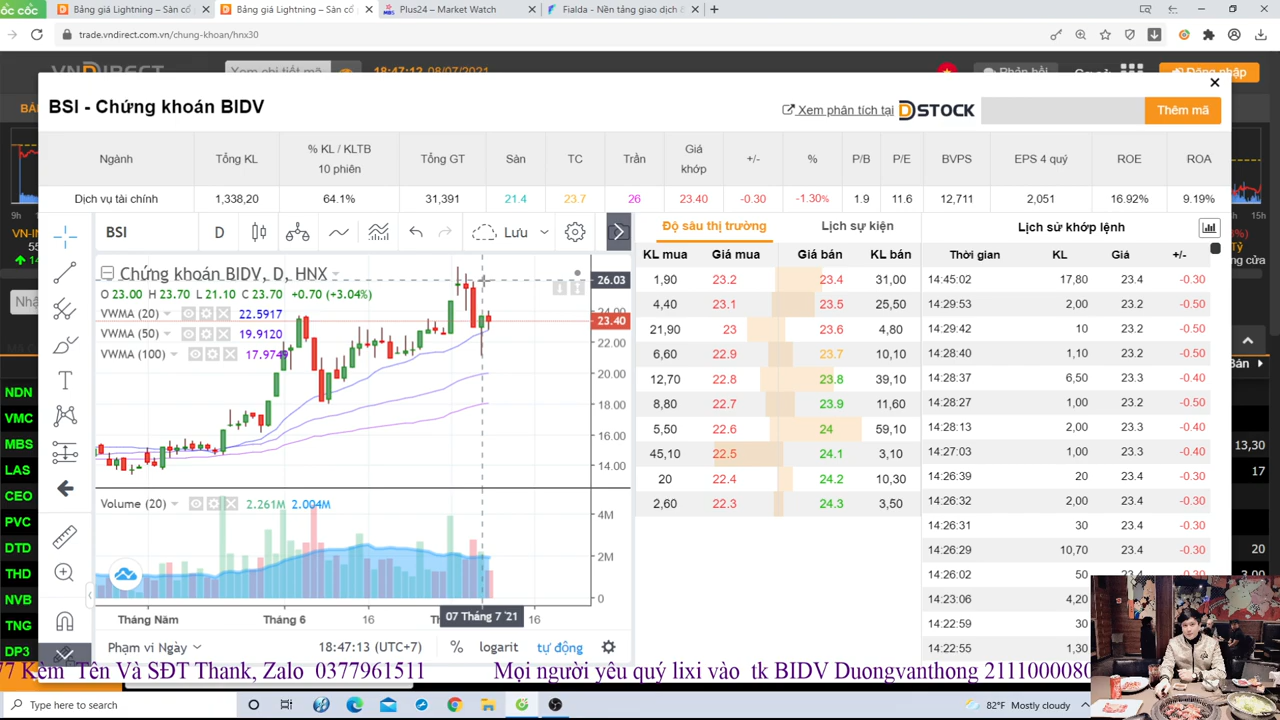 ốc cốc
Bảng giá Lightning – Sàn cổ
Bảng giá Lightning – Sàn cổ
Plus24 – Market Watch
Fialda - Nền tảng giao dịch
trade.vndirect.com.vn/chung-khoan/hnx30
18:47:12 08/07/2021
BSI - Chứng khoán BIDV
Xem phân tích tại DSTOCK
Thêm mã
Ngành Tổng KL % KL / KLTB 10 phiên Tổng GT Sàn TC Trần Giá khớp +/- % P/B P/E BVPS EPS 4 quý ROE ROA
Dịch vụ tài chính 1,338,20 64.1% 31,391 21.4 23.7 26 23.40 -0.30 -1.30% 1.9 11.6 12,711 2,051 16.92% 9.19%
BSI D Lưu
Độ sâu thị trường Lịch sự kiện
Lịch sử khớp lệnh
KL mua Giá mua Giá bán KL bán
1,90 23.2 23.4 31,00
4,40 23.1 23.5 25,50
21,90 23 23.6 4,80
6,60 22.9 23.7 10,10
12,70 22.8 23.8 39,10
8,80 22.7 23.9 11,60
5,50 22.6 24 59,10
45,10 22.5 24.1 3,10
20 22.4 24.2 10,30
2,60 22.3 24.3 3,50
Thời gian KL Giá +/-
14:45:02 17,80 23.4 -0.30
14:29:53 2,00 23.2 -0.50
14:29:42 10 23.2 -0.50
14:28:40 1,10 23.2 -0.50
14:28:37 6,50 23.3 -0.40
14:28:27 1,00 23.2 -0.50
14:28:13 2,00 23.3 -0.40
14:27:03 1,00 23.3 -0.40
14:26:39 20 23.4 -0.30
14:26:32 2,00 23.4 -0.30
14:26:31 30 23.4 -0.30
14:26:29 10,70 23.4 -0.30
14:26:02 50 23.4 -0.30
14:23:06 4,20
14:22:59 30
14:22:55 1,30
Chứng khoán BIDV, D, HNX
O 23.00 H 23.70 L 21.10 C 23.70 +0.70 (+3.04%)
VWMA (20) 22.5917
VWMA (50) 19.9120
VWMA (100) 17.9749
26.03
24.00
23.40
22.00
20.00
18.00
16.00
14.00
Volume (20) 2.261M 2.004M
4M
2M
0
Tháng Năm Tháng 6 16 07 Tháng 7 '21 16
Phạm vi Ngày 18:47:13 (UTC+7) % logarit tự động
9h
15h
NDN
VMC
MBS
LAS
CEO
PVC
DTD
THD
NVB
TNG
DP3
Bán
13,30
17
20
3,00
77 Kèm Tên Và SĐT Thank, Zalo 0377961511 Mọi người yêu quý lixi vào tk BIDV Duongvanthong 2111000080
Type here to search
82°F Mostly cloudy